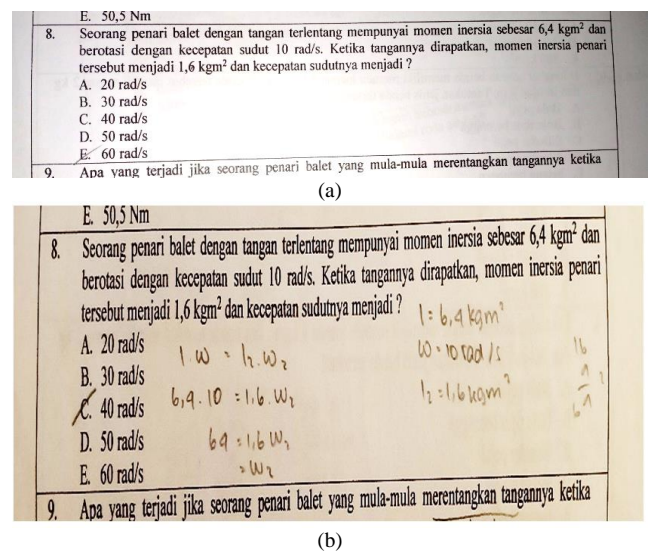 E. 50,5 Nm
8. Seorang penari balet dengan tangan terlentang mempunyai momen inersia sebesar 6,4 kgm² dan
berotasi dengan kecepatan sudut 10 rad/s. Ketika tangannya dirapatkan, momen inersia penari
tersebut menjadi 1,6 kgm² dan kecepatan sudutnya menjadi ?
A. 20 rad/s
B. 30 rad/s
C. 40 rad/s
D. 50 rad/s
E. 60 rad/s
9. Apa yang terjadi jika seorang penari balet yang mula-mula merentangkan tangannya ketika
(a)
E. 50,5 Nm
8. Seorang penari balet dengan tangan terlentang mempunyai momen inersia sebesar 6,4 kgm² dan
berotasi dengan kecepatan sudut 10 rad/s. Ketika tangannya dirapatkan, momen inersia penari
tersebut menjadi 1,6 kgm² dan kecepatan sudutnya menjadi ?
I = 6,4 kgm²
A. 20 rad/s
I . ω = I₂ . ω₂
ω = 10 rad/s
16
B. 30 rad/s
4
6,4 . 10 = 1,6 . ω₂
I₂ = 1,6 kgm²
C. 40 rad/s
64
D. 50 rad/s
64 = 1,6 ω₂
E. 60 rad/s
= ω₂
9. Apa yang terjadi jika seorang penari balet yang mula-mula merentangkan tangannya ketika
(b)